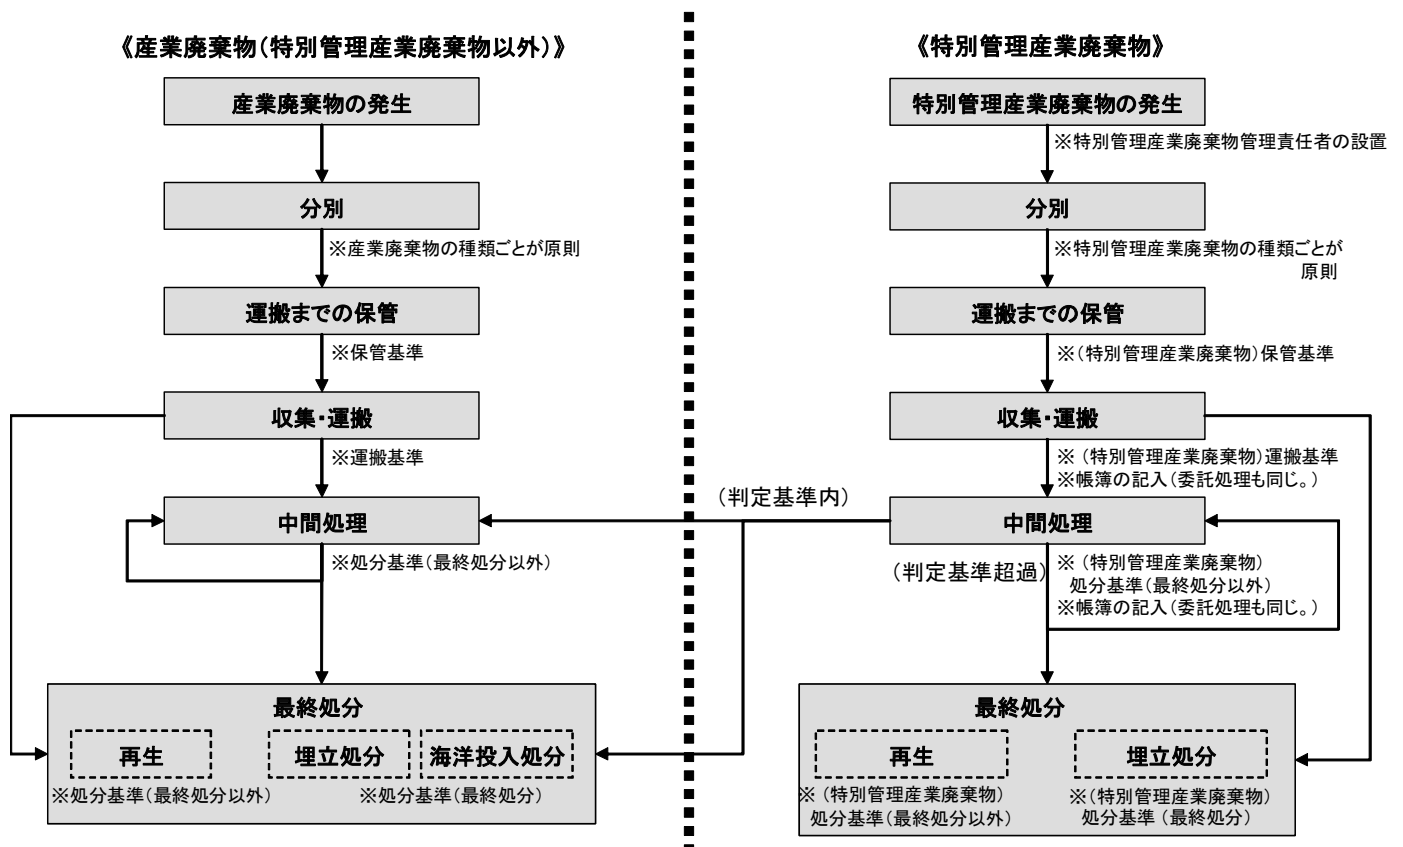 《産業廃棄物(特別管理産業廃棄物以外)》
産業廃棄物の発生
分別
※産業廃棄物の種類ごとが原則
運搬までの保管
※保管基準
収集・運搬
※運搬基準
中間処理
※処分基準(最終処分以外)
最終処分
再生
埋立処分
海洋投入処分
※処分基準(最終処分以外)
※処分基準(最終処分)
(判定基準内)
《特別管理産業廃棄物》
特別管理産業廃棄物の発生
※特別管理産業廃棄物管理責任者の設置
分別
※特別管理産業廃棄物の種類ごとが
原則
運搬までの保管
※(特別管理産業廃棄物)保管基準
収集・運搬
※(特別管理産業廃棄物)運搬基準
※帳簿の記入(委託処理も同じ。)
中間処理
(判定基準超過)
※(特別管理産業廃棄物)
処分基準(最終処分以外)
※帳簿の記入(委託処理も同じ。)
最終処分
再生
埋立処分
※(特別管理産業廃棄物)
処分基準(最終処分以外)
※(特別管理産業廃棄物)
処分基準(最終処分)